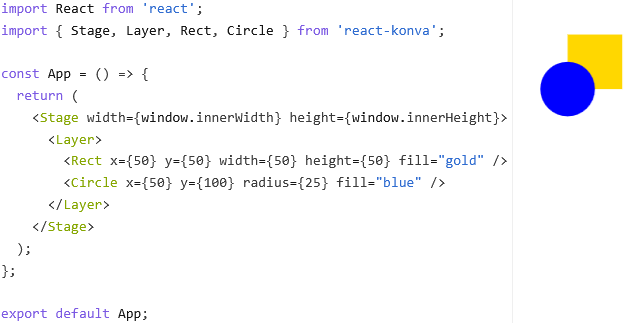 import React from 'react';
import { Stage, Layer, Rect, Circle } from 'react-konva';
const App = () => {
return (
<Stage width={window.innerWidth} height={window.innerHeight}>
<Layer>
<Rect x={50} y={50} width={50} height={50} fill="gold" />
<Circle x={50} y={100} radius={25} fill="blue" />
</Layer>
</Stage>
);
};
export default App;